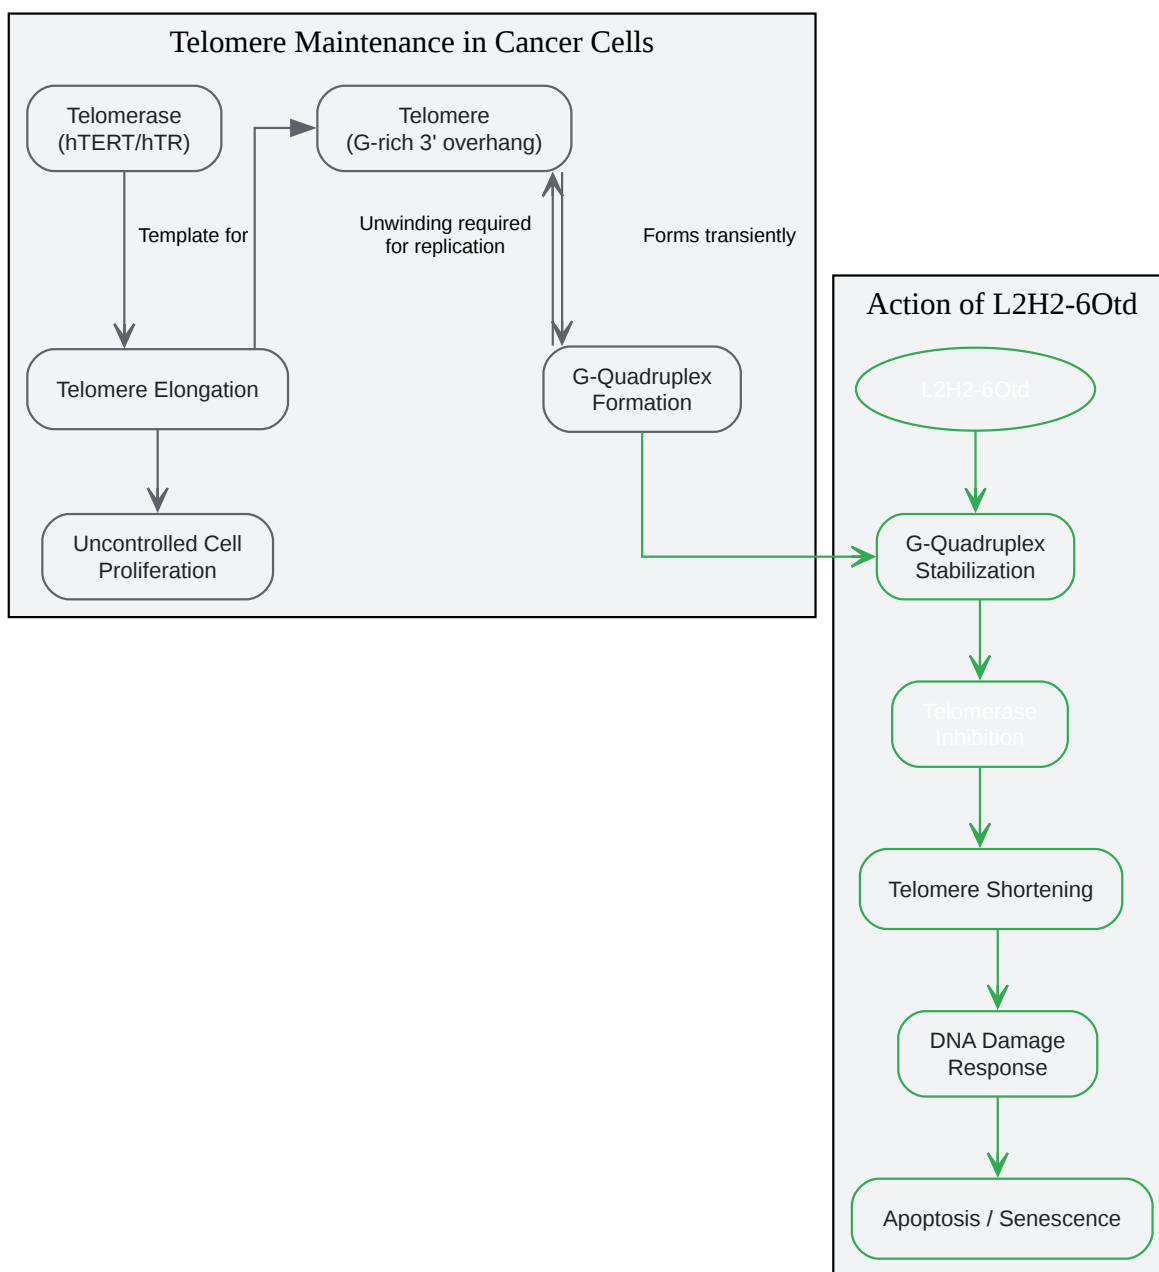 Telomere Maintenance in Cancer Cells
Telomerase
(hTERT/hTR)
Telomere
(G-rich 3' overhang)
Template for
Unwinding required
for replication
Forms transiently
Telomere Elongation
G-Quadruplex
Formation
Uncontrolled Cell
Proliferation
Action of L2H2-6Otd
L2H2-6Otd
G-Quadruplex
Stabilization
Telomerase
Inhibition
Telomere Shortening
DNA Damage
Response
Apoptosis / Senescence